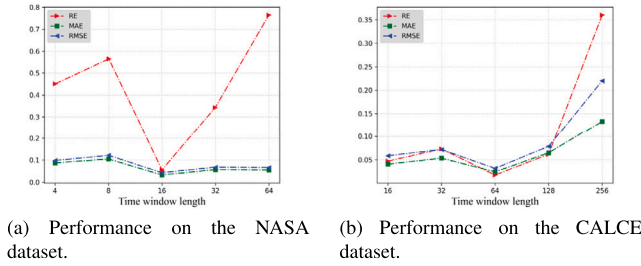 0.8
0.7
0.6
0.5
0.4
0.3
0.2
0.1
0.0
RE
MAE
RMSE
4 8 16 32 64
Time window length
0.35
0.30
0.25
0.20
0.15
0.10
0.05
RE
MAE
RMSE
16 32 64 128 256
Time window length
(a) Performance on the NASA
dataset.
(b) Performance on the CALCE
dataset.